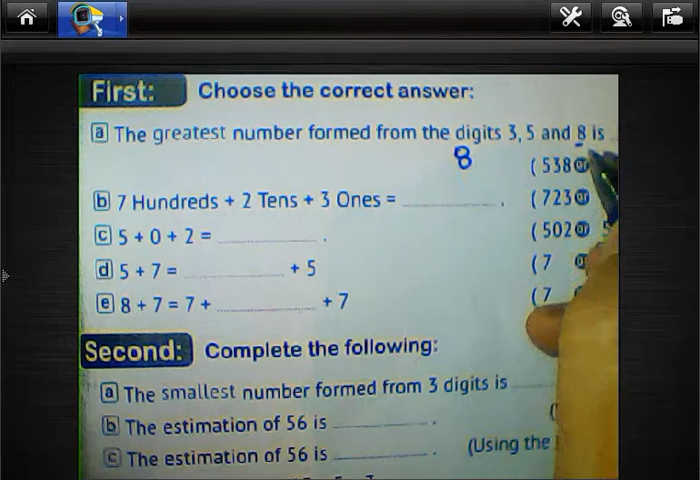 First: Choose the correct answer:
a The greatest number formed from the digits 3, 5 and 8 is
8 ( 538 or
b 7 Hundreds + 2 Tens + 3 Ones = . ( 723 or
c 5 + 0 + 2 = . ( 502 or
d 5 + 7 = + 5 ( 7
e 8 + 7 = 7 + + 7 ( 7
Second: Complete the following:
a The smallest number formed from 3 digits is
b The estimation of 56 is .
c The estimation of 56 is . (Using the